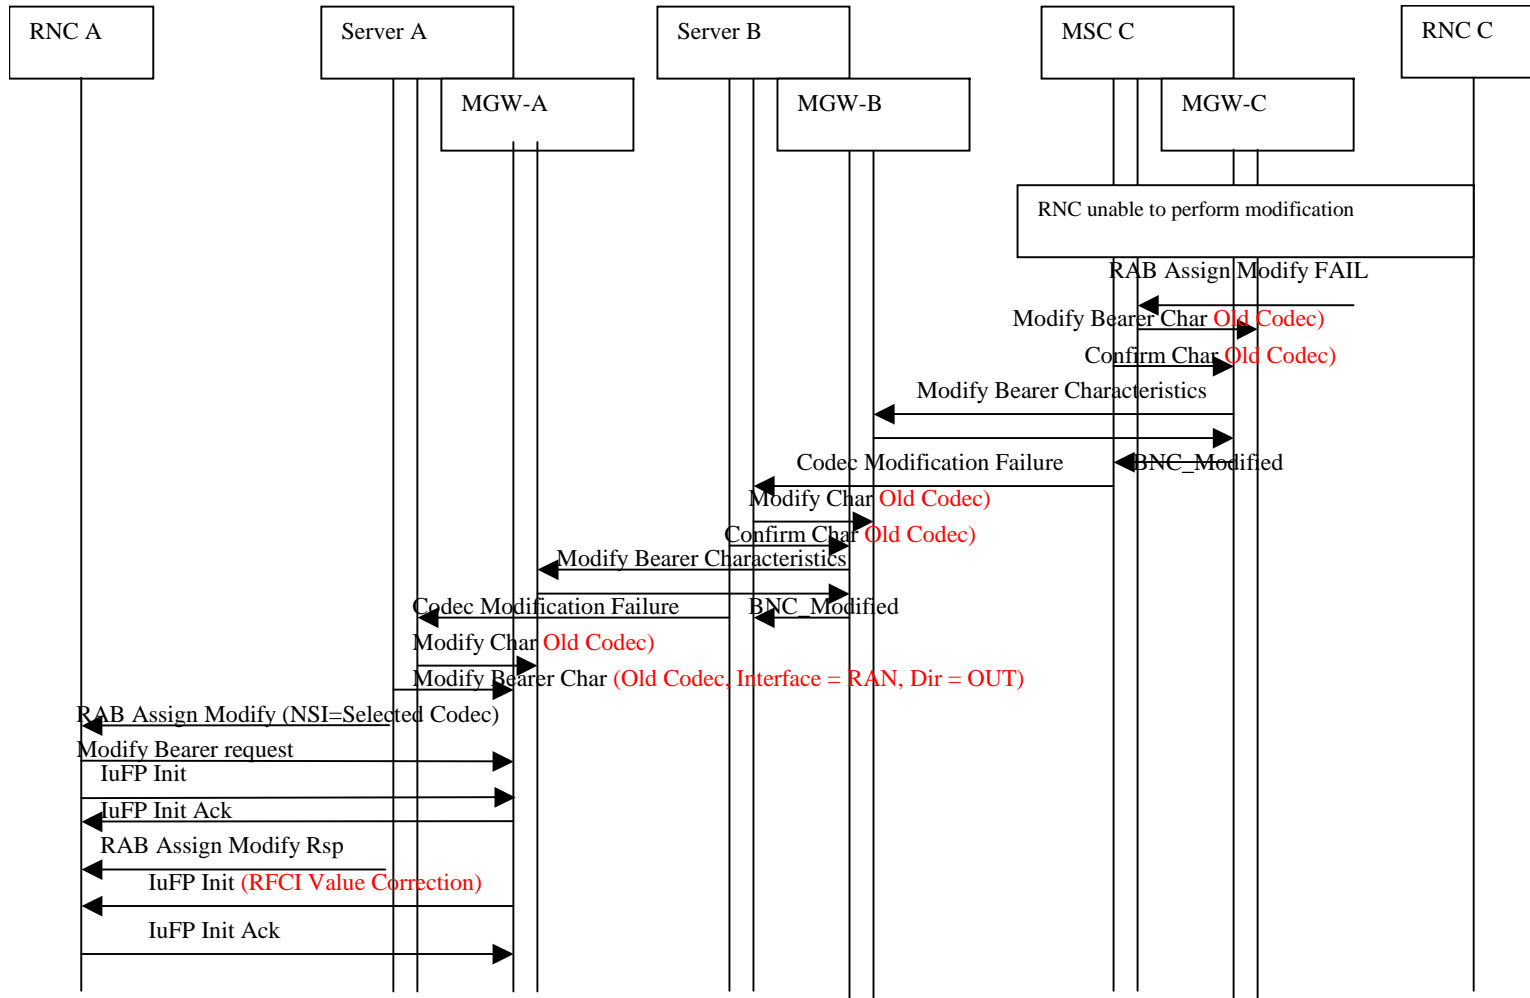 RNC A
Server A
Server B
MSC C
RNC C
MGW-A
MGW-B
MGW-C
RNC unable to perform modification
RAB Assign Modify FAIL
Modify Bearer Char Old Codec)
Confirm Char Old Codec)
Modify Bearer Characteristics
Codec Modification Failure
BNC_Modified
Modify Char Old Codec)
Confirm Char Old Codec)
Modify Bearer Characteristics
Codec Modification Failure
BNC_Modified
Modify Char Old Codec)
Modify Bearer Char (Old Codec, Interface = RAN, Dir = OUT)
RAB Assign Modify (NSI=Selected Codec)
Modify Bearer request
IuFP Init
IuFP Init Ack
RAB Assign Modify Rsp
IuFP Init (RFCI Value Correction)
IuFP Init Ack